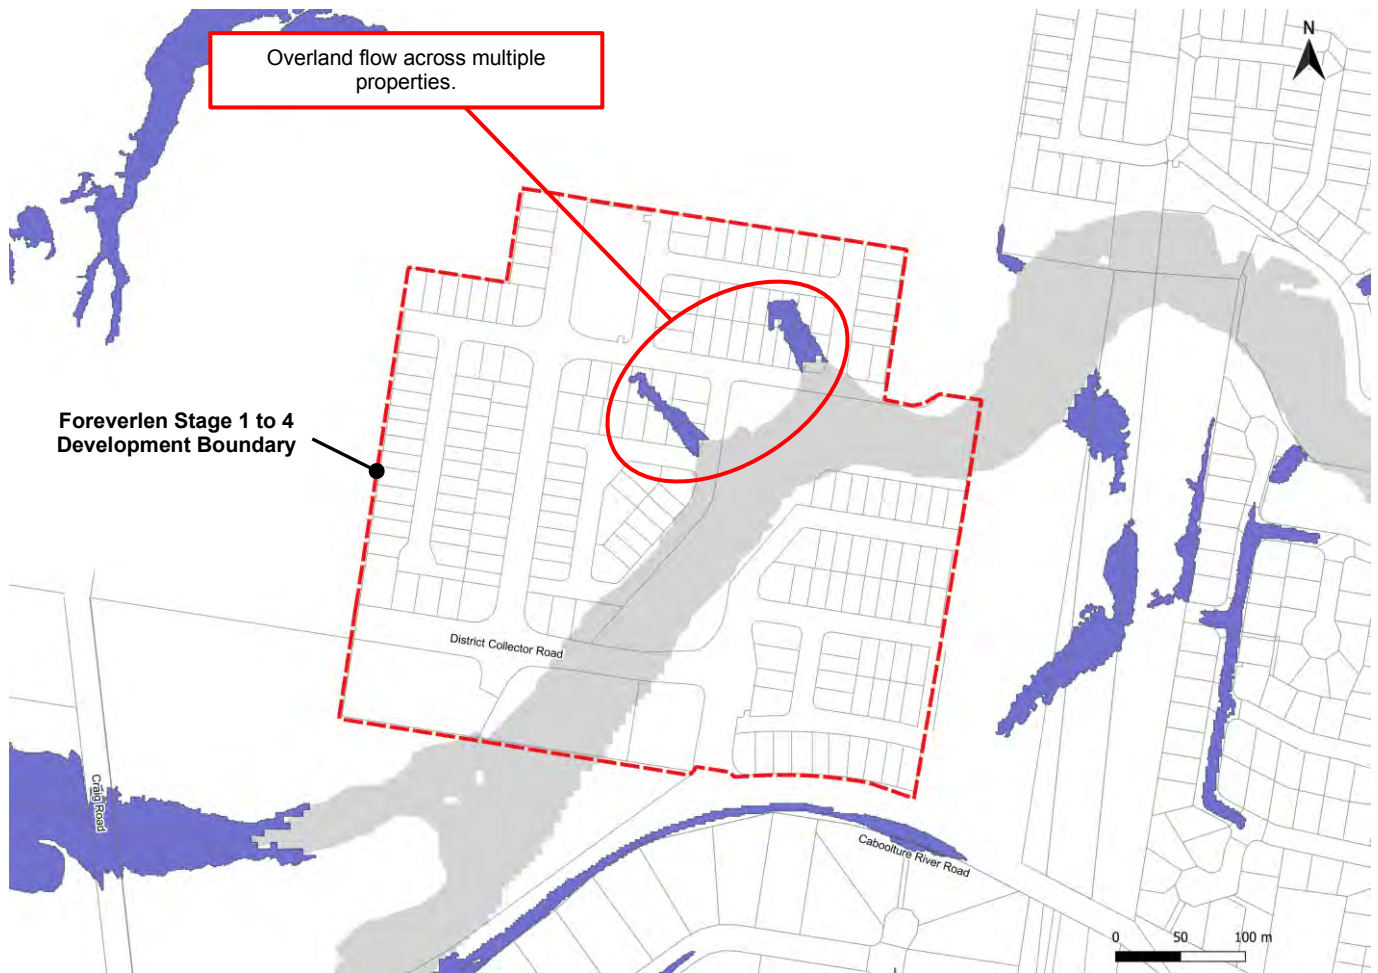 Overland flow across multiple
properties.
N
Foreverlen Stage 1 to 4
Development Boundary
District Collector Road
Craig Road
Caboolture River Road
0 50 100 m